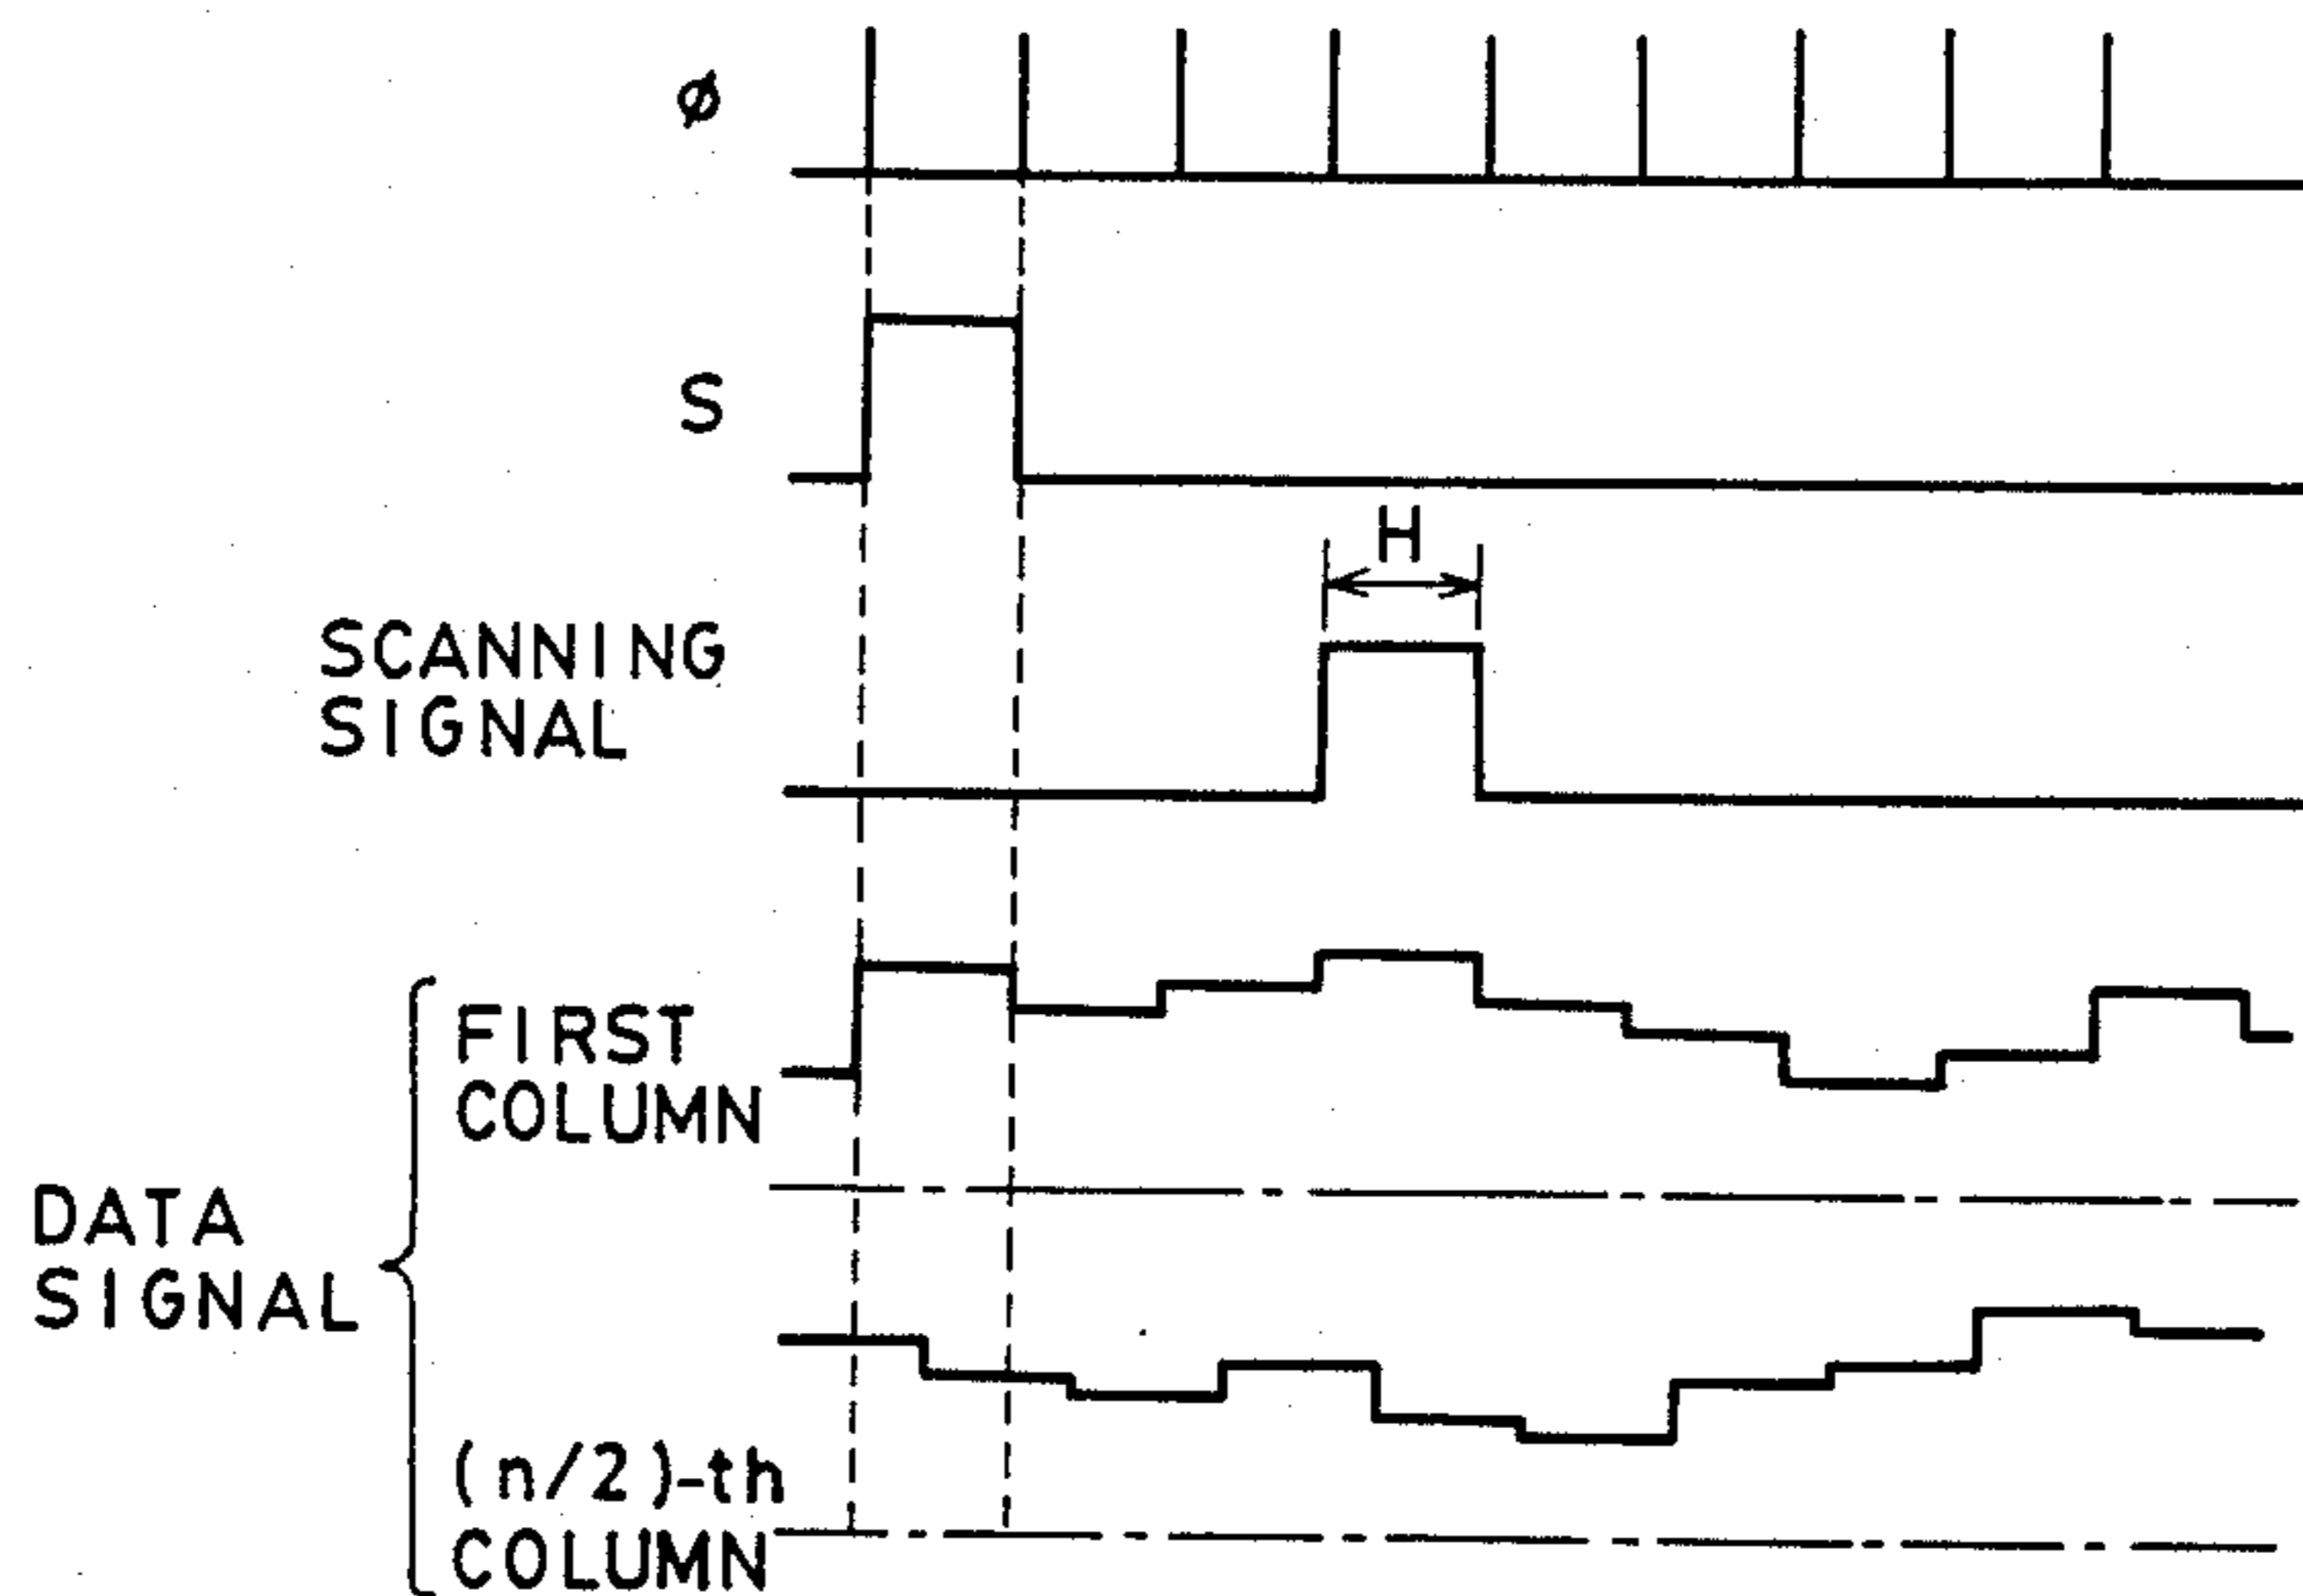 ø
S
H
SCANNING
SIGNAL
DATA
SIGNAL
FIRST
COLUMN
(n/2)-th
COLUMN